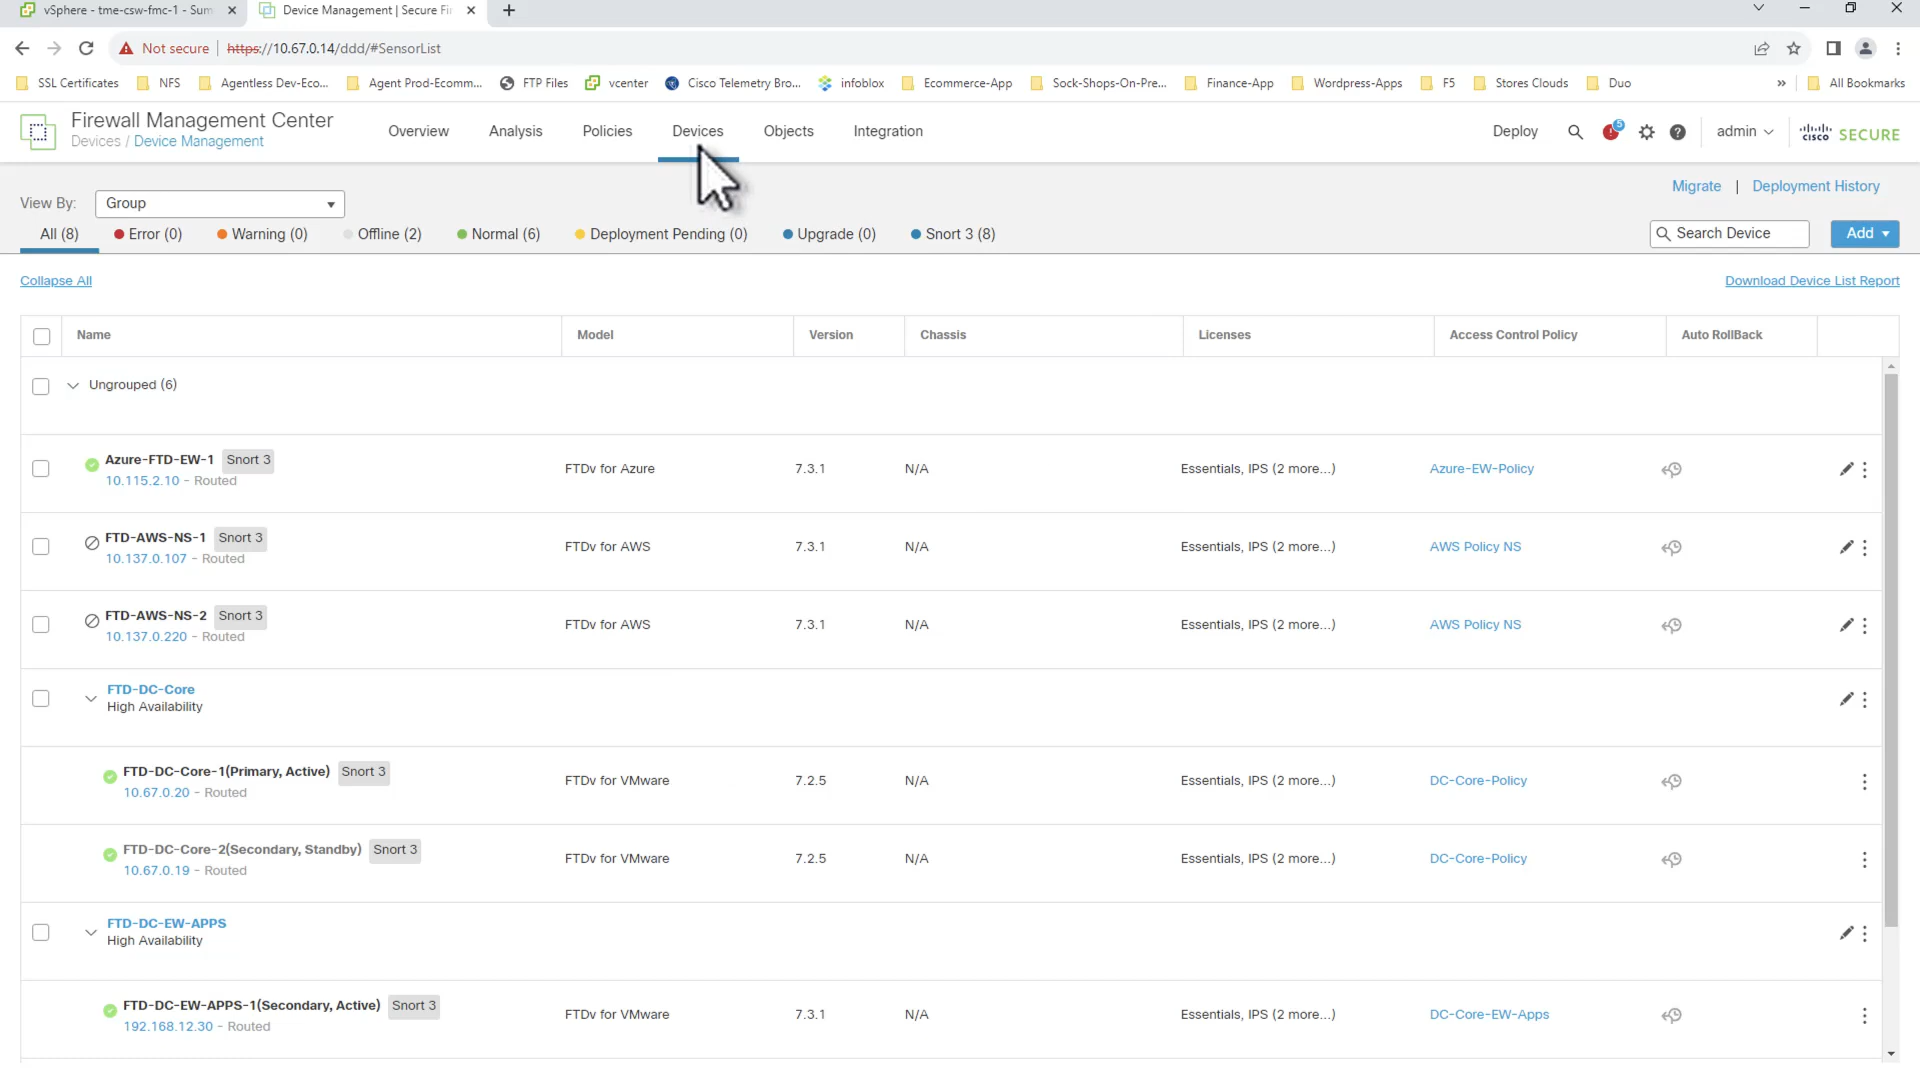 vSphere - tme-csw-fmc-1 - Sum
Device Management | Secure Fi
Not secure
https://10.67.0.14/ddd/#SensorList
SSL Certificates
NFS
Agentless Dev-Eco...
Agent Prod-Ecomm...
FTP Files
vcenter
Cisco Telemetry Bro...
infoblox
Ecommerce-App
Sock-Shops-On-Pre...
Finance-App
Wordpress-Apps
F5
Stores Clouds
Duo
»
All Bookmarks
Firewall Management Center
Devices / Device Management
Overview
Analysis
Policies
Devices
Objects
Integration
Deploy
5
admin
cisco SECURE
Migrate | Deployment History
View By:
Group
All (8)
Error (0)
Warning (0)
Offline (2)
Normal (6)
Deployment Pending (0)
Upgrade (0)
Snort 3 (8)
Search Device
Add
Collapse All
Download Device List Report
Name
Model
Version
Chassis
Licenses
Access Control Policy
Auto RollBack
Ungrouped (6)
Azure-FTD-EW-1 Snort 3
10.115.2.10 - Routed
FTDv for Azure
7.3.1
N/A
Essentials, IPS (2 more...)
Azure-EW-Policy
FTD-AWS-NS-1 Snort 3
10.137.0.107 - Routed
FTDv for AWS
7.3.1
N/A
Essentials, IPS (2 more...)
AWS Policy NS
FTD-AWS-NS-2 Snort 3
10.137.0.220 - Routed
FTDv for AWS
7.3.1
N/A
Essentials, IPS (2 more...)
AWS Policy NS
FTD-DC-Core
High Availability
FTD-DC-Core-1(Primary, Active) Snort 3
10.67.0.20 - Routed
FTDv for VMware
7.2.5
N/A
Essentials, IPS (2 more...)
DC-Core-Policy
FTD-DC-Core-2(Secondary, Standby) Snort 3
10.67.0.19 - Routed
FTDv for VMware
7.2.5
N/A
Essentials, IPS (2 more...)
DC-Core-Policy
FTD-DC-EW-APPS
High Availability
FTD-DC-EW-APPS-1(Secondary, Active) Snort 3
192.168.12.30 - Routed
FTDv for VMware
7.3.1
N/A
Essentials, IPS (2 more...)
DC-Core-EW-Apps